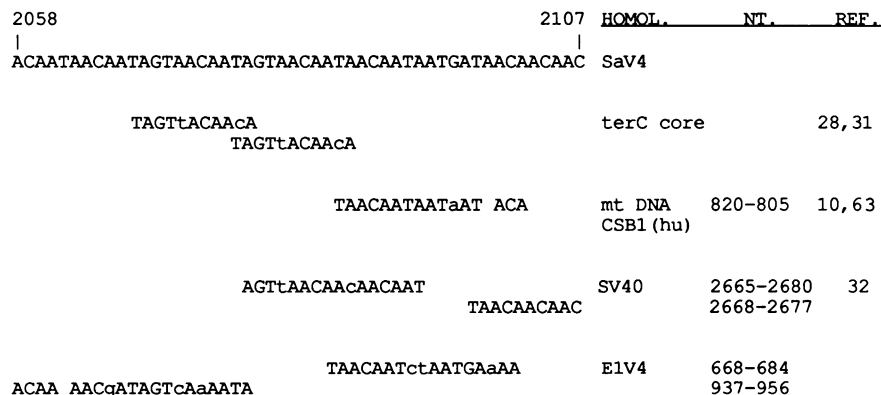 2058 2107 HOMOL. NT. REF.
| |
ACAATAACAATAGTAACAATAGTAACAATAACAATAATGATAACAACAAC SaV4
TAGTtACAAcA terC core 28,31
TAGTtACAAcA
TAACAATAATaAT ACA mt DNA 820-805 10,63
CSB1(hu)
AGTtAACAAcAACAAT SV40 2665-2680 32
TAACAACAAC 2668-2677
TAACAATctAATGAaAA ElV4 668-684
ACAA AACgATAGTcAaAATA 937-956